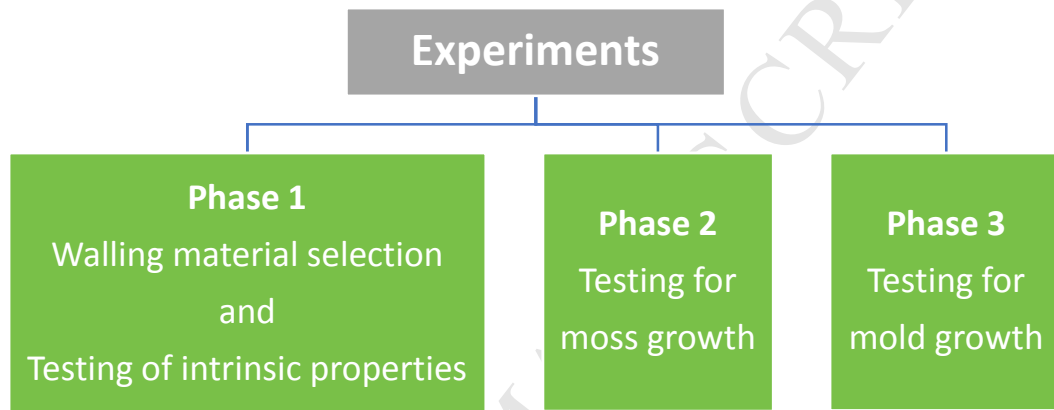 Experiments
Phase 1
Walling material selection
and
Testing of intrinsic properties
Phase 2
Testing for
moss growth
Phase 3
Testing for
mold growth